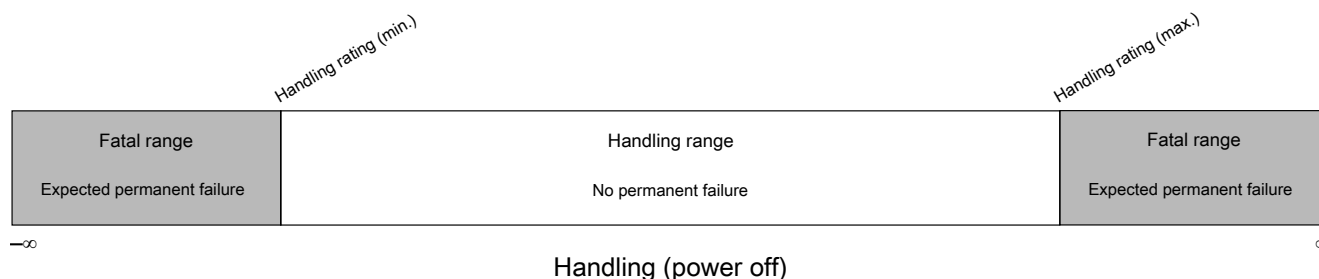 Handling rating (min.)
Handling rating (max.)
Fatal range
Handling range
Fatal range
Expected permanent failure
No permanent failure
Expected permanent failure
–∞
Handling (power off)